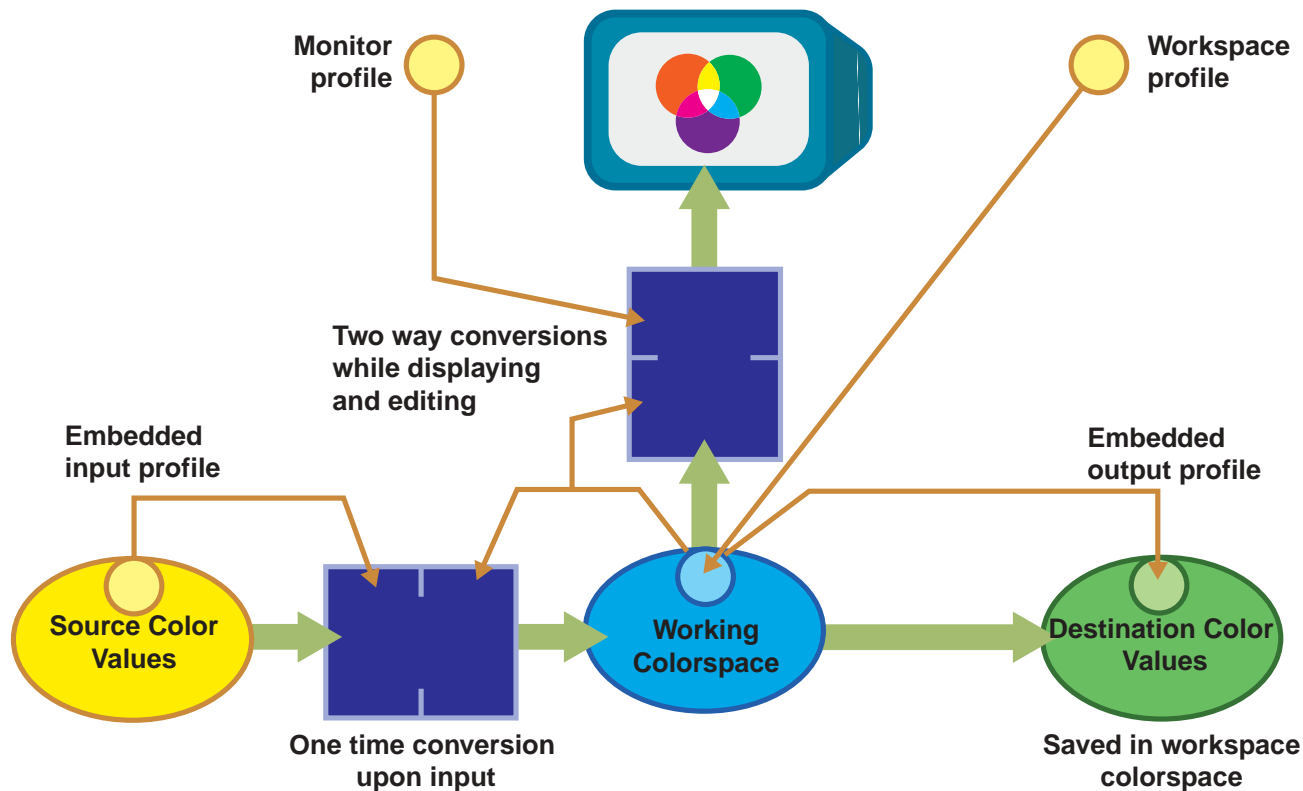 Monitor
profile
Workspace
profile
Two way conversions
while displaying
and editing
Embedded
input profile
Embedded
output profile
Source Color
Values
Working
Colorspace
Destination Color
Values
One time conversion
upon input
Saved in workspace
colorspace